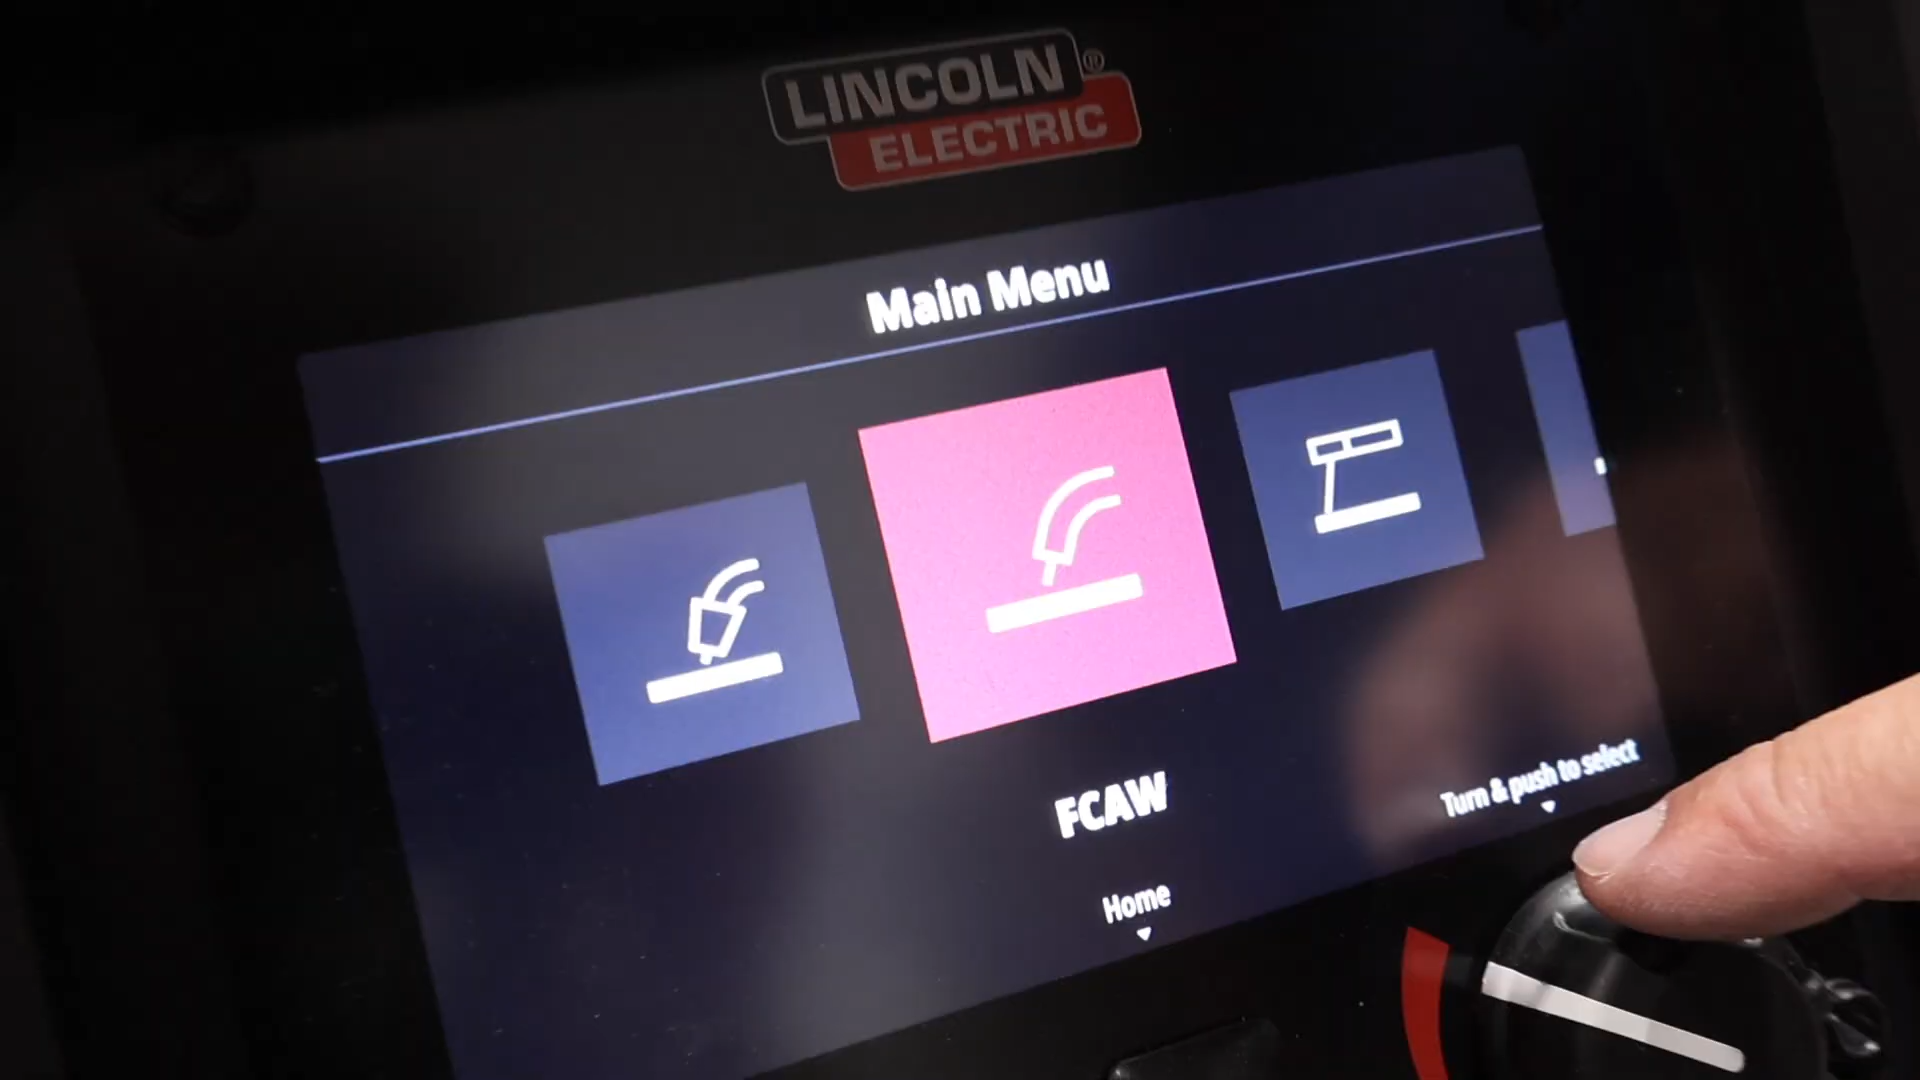 LINCOLN ®
ELECTRIC
Main Menu
FCAW
Turn & push to select
Home